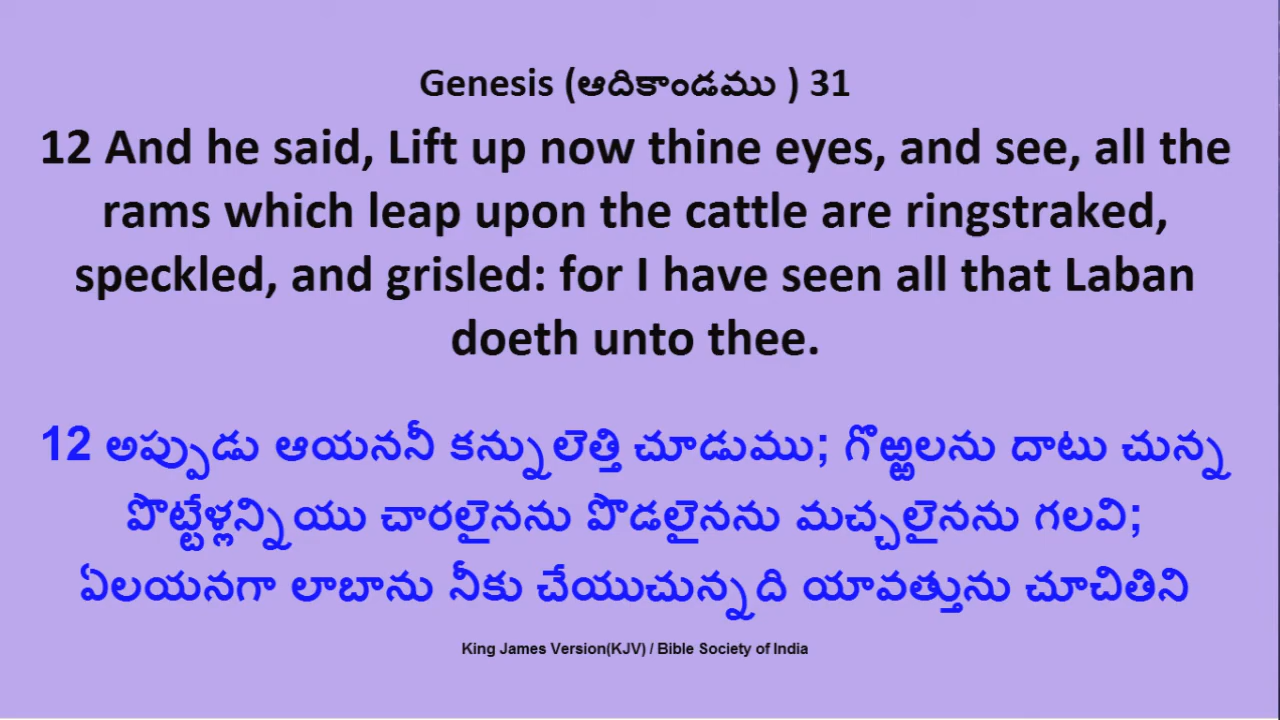 Genesis (ఆదికాండము ) 31
12 And he said, Lift up now thine eyes, and see, all the
rams which leap upon the cattle are ringstraked,
speckled, and grisled: for I have seen all that Laban
doeth unto thee.
12 అప్పుడు ఆయననీ కన్నులెత్తి చూడుము; గొఱ్ఱలను దాటు చున్న
పొట్టేళ్లన్నియు చారలైనను పొడలైనను మచ్చలైనను గలవి;
ఏలయనగా లాబాను నీకు చేయుచున్నది యావత్తును చూచితిని
King James Version(KJV) / Bible Society of India